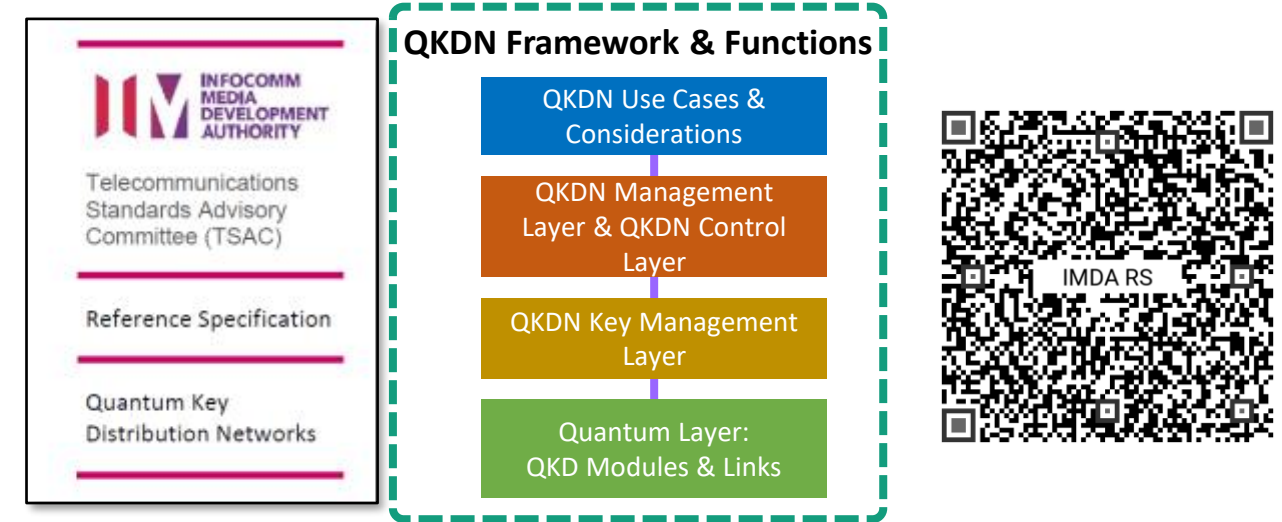 INFOCOMM
MEDIA
DEVELOPMENT
AUTHORITY
Telecommunications
Standards Advisory
Committee (TSAC)
Reference Specification
Quantum Key
Distribution Networks
QKDN Framework & Functions
QKDN Use Cases &
Considerations
QKDN Management
Layer & QKDN Control
Layer
QKDN Key Management
Layer
Quantum Layer:
QKD Modules & Links
IMDA RS